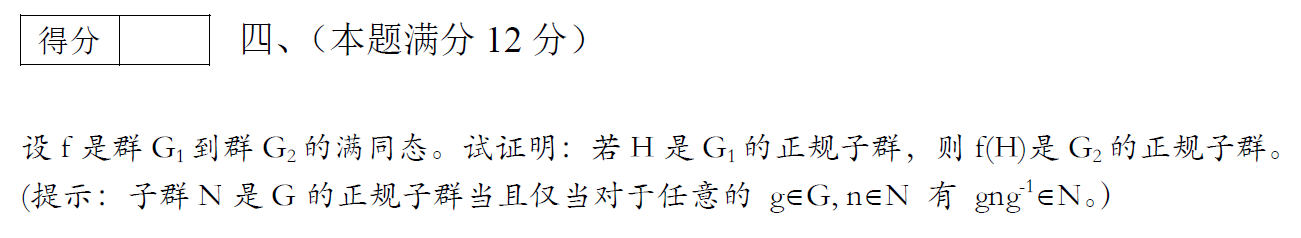 得分 四、（本题满分 12 分）
设 f 是群 G₁ 到群 G₂ 的满同态。试证明：若 H 是 G₁ 的正规子群，则 f(H)是 G₂ 的正规子群。
(提示：子群 N 是 G 的正规子群当且仅当对于任意的 g∈G, n∈N 有 gng⁻¹∈N。)